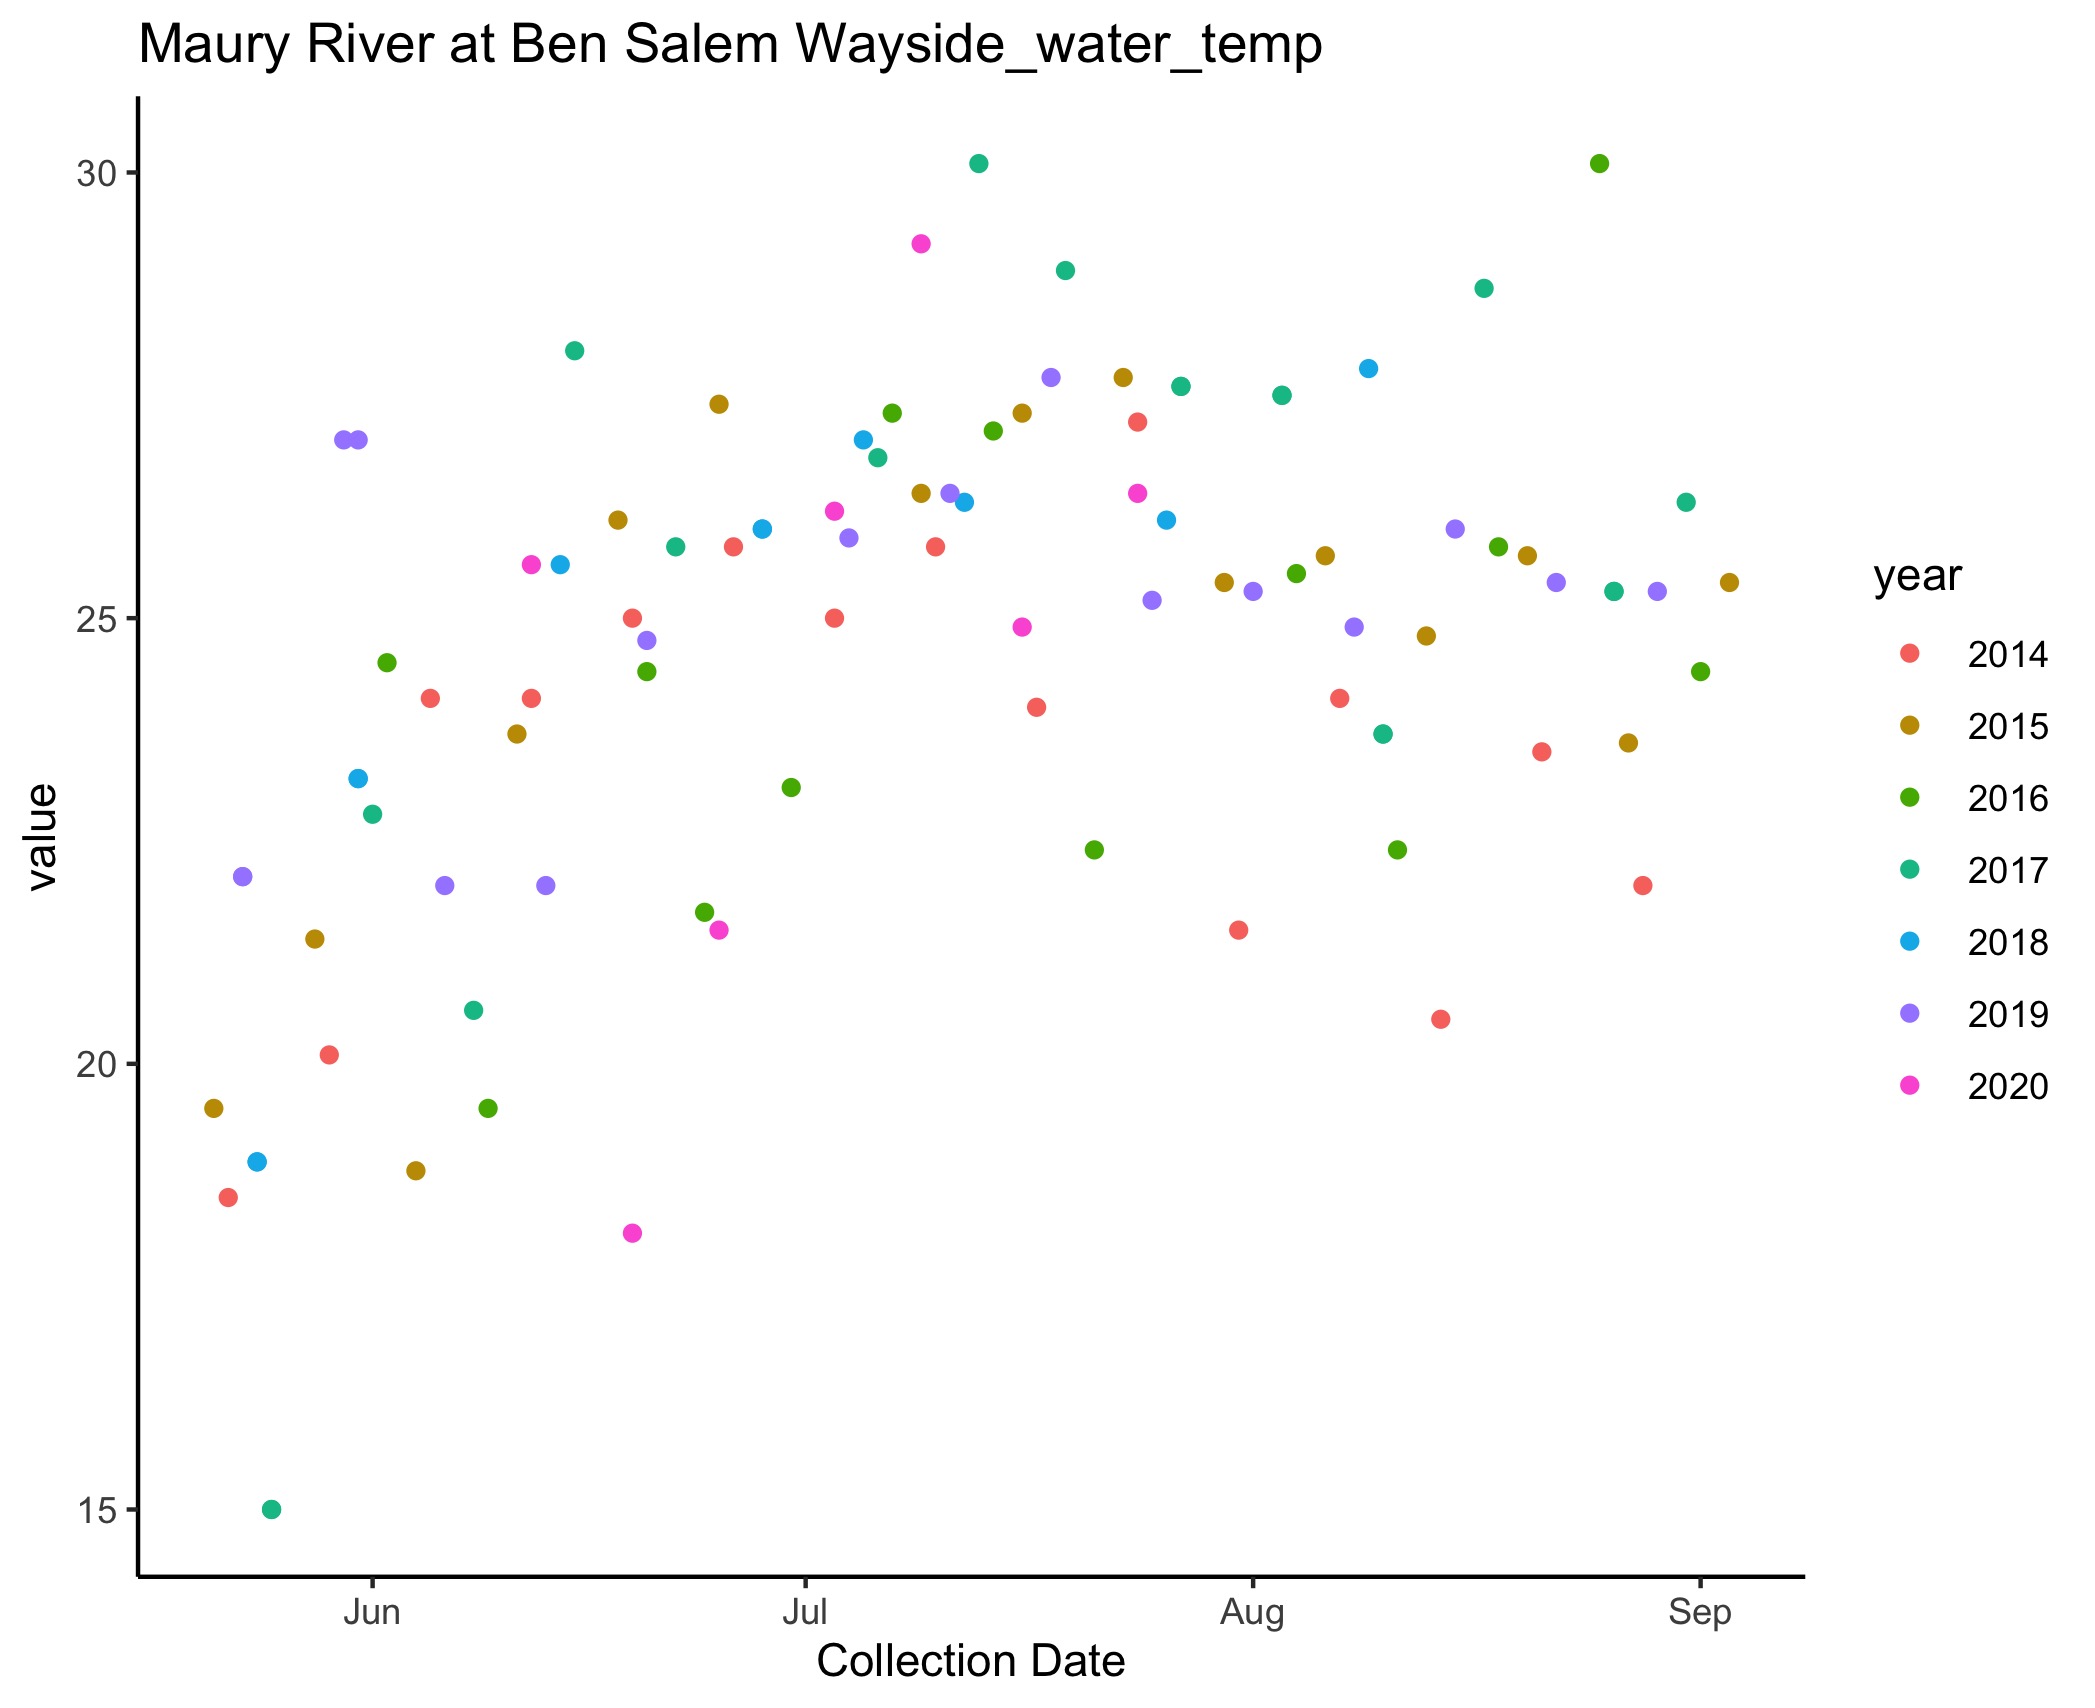 Maury River at Ben Salem Wayside_water_temp
30
25
20
15
value
Jun Jul Aug Sep
Collection Date
year
2014
2015
2016
2017
2018
2019
2020